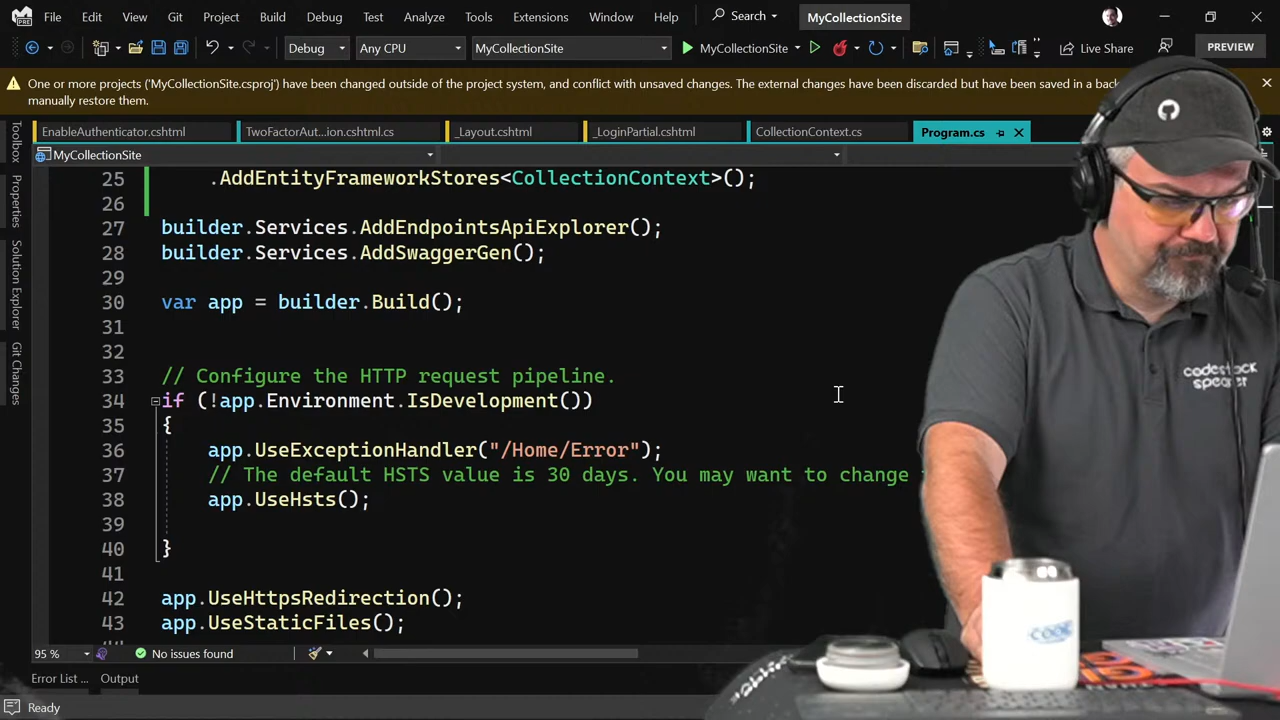 File Edit View Git Project Build Debug Test Analyze Tools Extensions Window Help Search MyCollectionSite
Debug Any CPU MyCollectionSite MyCollectionSite Live Share PREVIEW
One or more projects ('MyCollectionSite.csproj') have been changed outside of the project system, and conflict with unsaved changes. The external changes have been discarded but have been saved in a back
manually restore them.
EnableAuthenticator.cshtml TwoFactorAut...ion.cshtml.cs _Layout.cshtml _LoginPartial.cshtml CollectionContext.cs Program.cs
MyCollectionSite
Toolbox
Properties
Solution Explorer
Git Changes
25 .AddEntityFrameworkStores<CollectionContext>();
26
27 builder.Services.AddEndpointsApiExplorer();
28 builder.Services.AddSwaggerGen();
29
30 var app = builder.Build();
31
32
33 // Configure the HTTP request pipeline.
34 if (!app.Environment.IsDevelopment())
35 {
36 app.UseExceptionHandler("/Home/Error");
37 // The default HSTS value is 30 days. You may want to change
38 app.UseHsts();
39
40 }
41
42 app.UseHttpsRedirection();
43 app.UseStaticFiles();
95 % No issues found
Error List ... Output
Ready
codestack
speaker